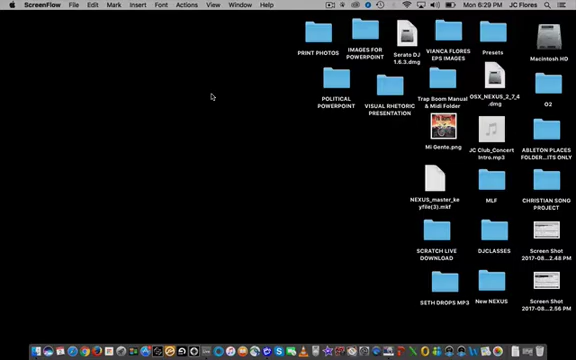 ScreenFlow File Edit Mark Insert Font Actions View Window Help
Mon 6:29 PM JC Flores
PRINT PHOTOS
IMAGES FOR
POWERPOINT
Serato DJ
1.6.3.dmg
VIANCA FLORES
EPS IMAGES
Presets
Macintosh HD
POLITICAL
POWERPOINT
VISUAL RHETORIC
PRESENTATION
Trap Boom Manual
& Midi Folder
OSX_NEXUS_2_7_4
.dmg
O2
Mi Gente.png
JC Club_Concert
Intro.mp3
ABLETON PLACES
FOLDER...ITS ONLY
NEXUS_master_ke
yfile(3).mkf
MLF
CHRISTIAN SONG
PROJECT
SCRATCH LIVE
DOWNLOAD
DJCLASSES
Screen Shot
2017-08...2.48 PM
SETH DROPS MP3
New NEXUS
Screen Shot
2017-08...2.56 PM